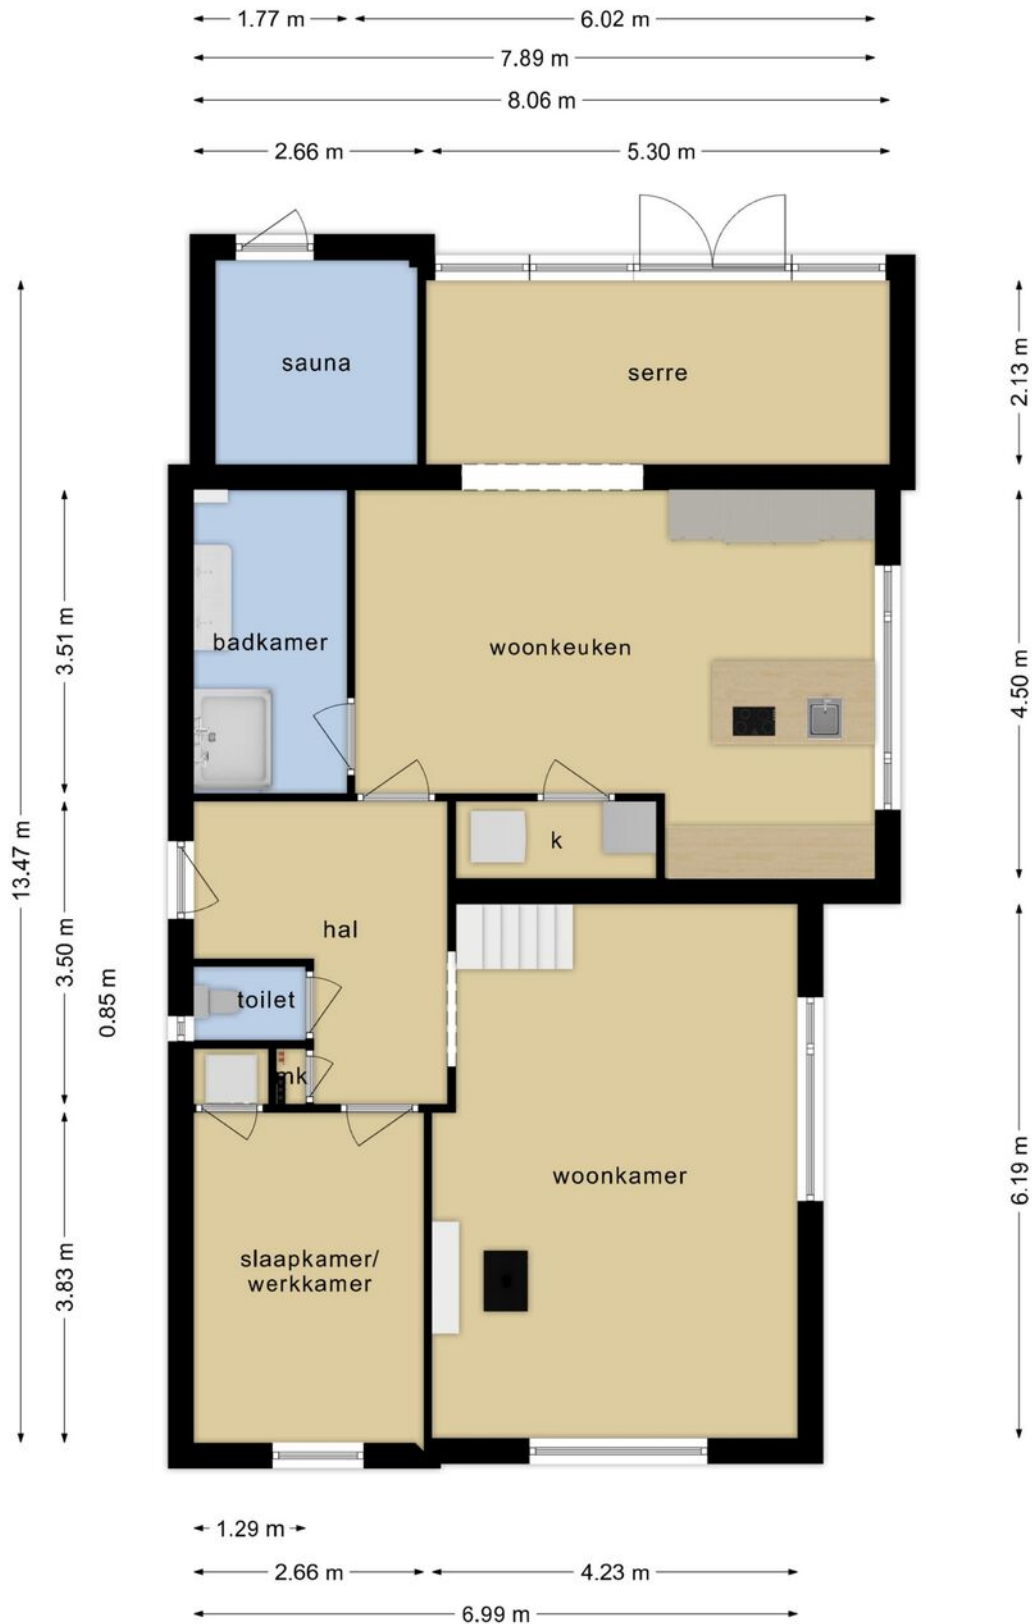 1.77 m
6.02 m
7.89 m
8.06 m
2.66 m
5.30 m
sauna
serre
2.13 m
badkamer
woonkeuken
3.51 m
4.50 m
k
13.47 m
hal
3.50 m
0.85 m
toilet
mk
woonkamer
6.19 m
slaapkamer/
werkkamer
3.83 m
1.29 m
2.66 m
4.23 m
6.99 m